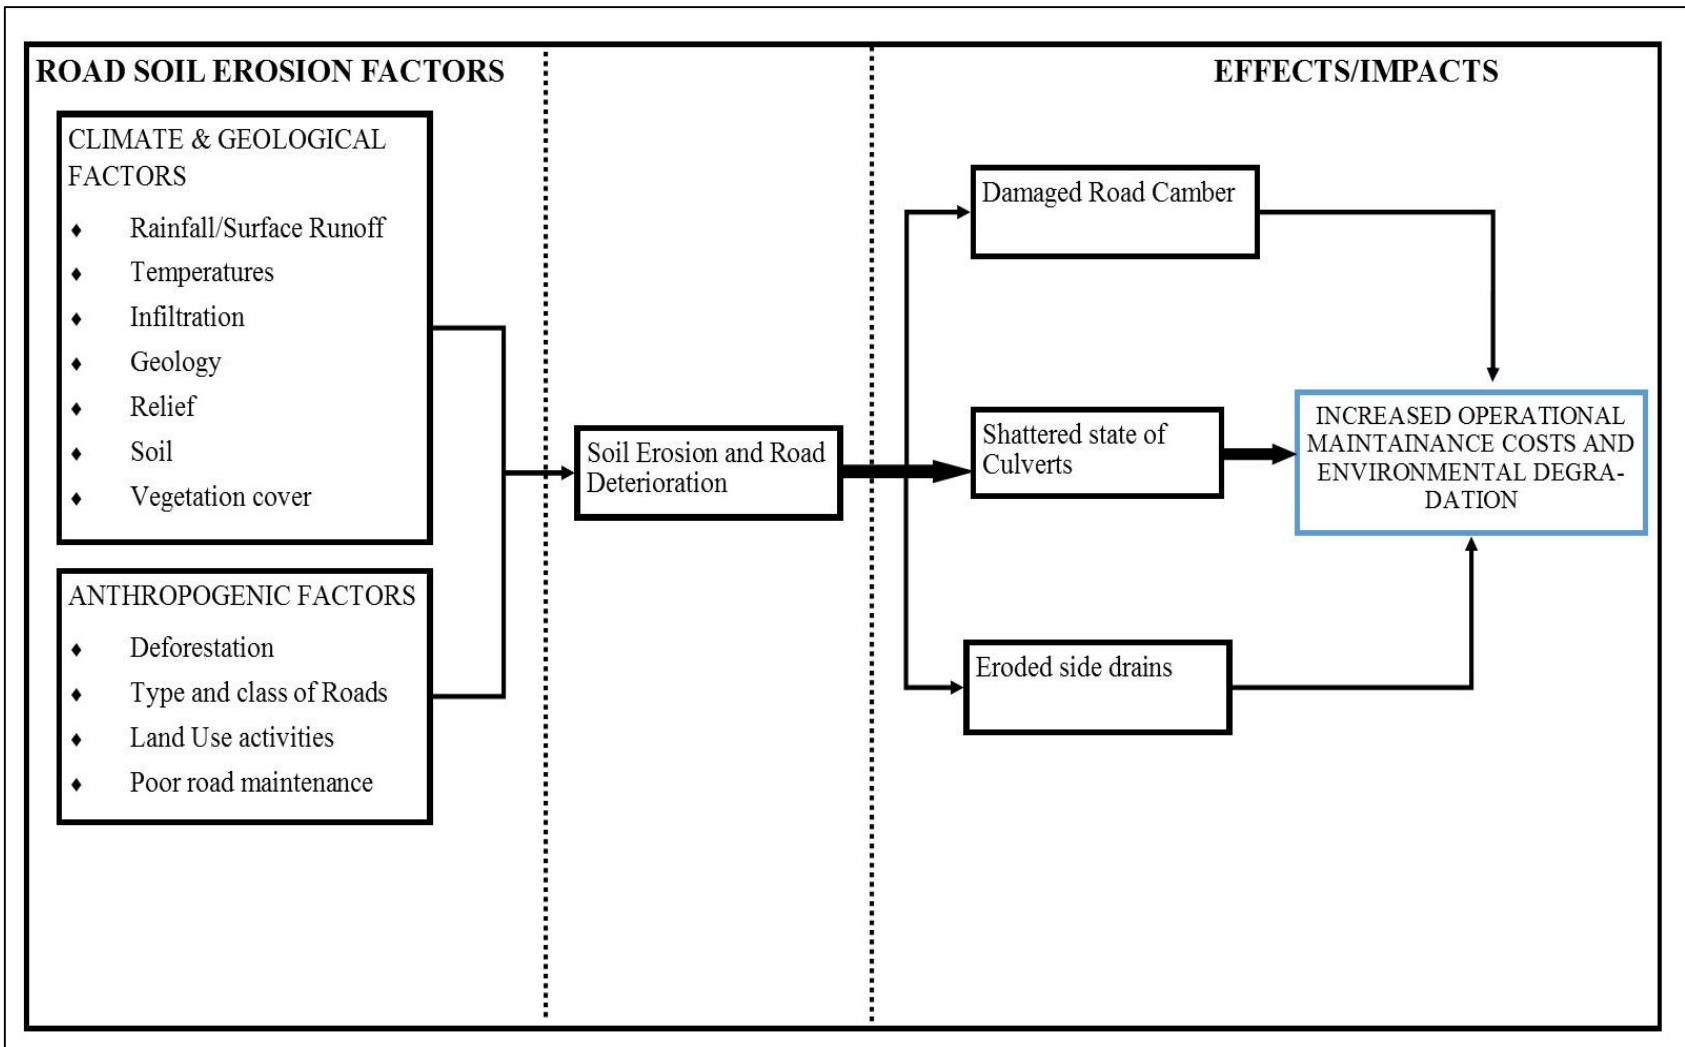 ROAD SOIL EROSION FACTORS
CLIMATE & GEOLOGICAL
FACTORS
♦ Rainfall/Surface Runoff
♦ Temperatures
♦ Infiltration
♦ Geology
♦ Relief
♦ Soil
♦ Vegetation cover
ANTHROPOGENIC FACTORS
♦ Deforestation
♦ Type and class of Roads
♦ Land Use activities
♦ Poor road maintenance
Soil Erosion and Road
Deterioration
EFFECTS/IMPACTS
Damaged Road Camber
Shattered state of
Culverts
Eroded side drains
INCREASED OPERATIONAL
MAINTAINANCE COSTS AND
ENVIRONMENTAL DEGRA-
DATION